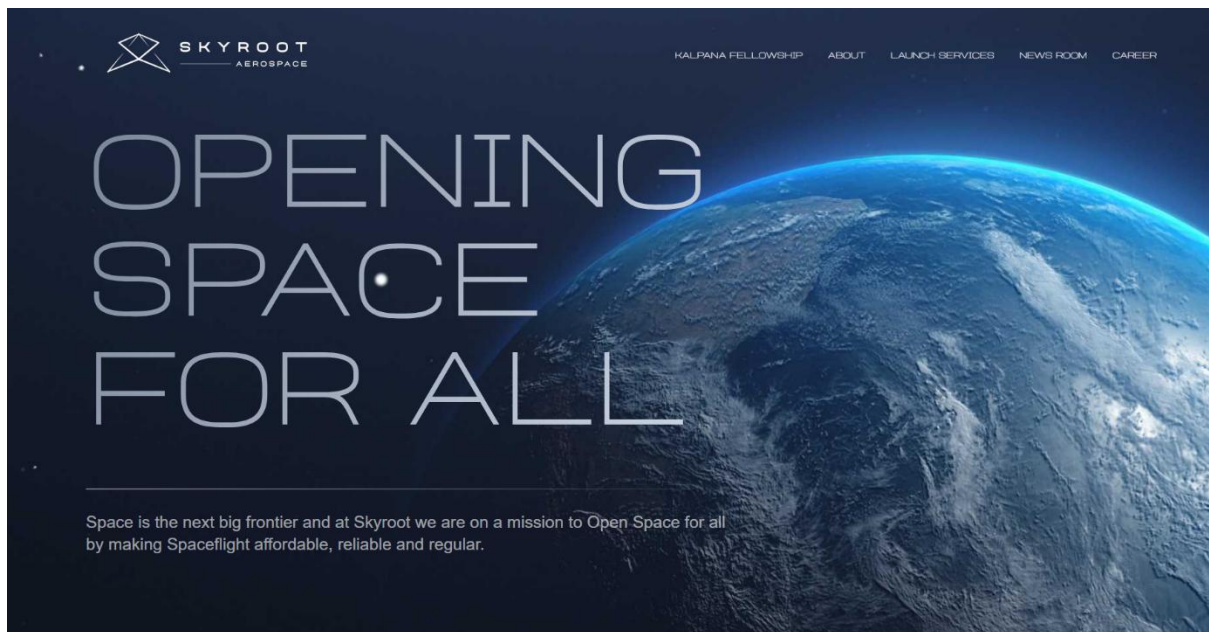 SKYROOT
AEROSPACE
KALPANA FELLOWSHIP ABOUT LAUNCH SERVICES NEWS ROOM CAREER
OPENING
SPACE
FOR ALL
Space is the next big frontier and at Skyroot we are on a mission to Open Space for all
by making Spaceflight affordable, reliable and regular.